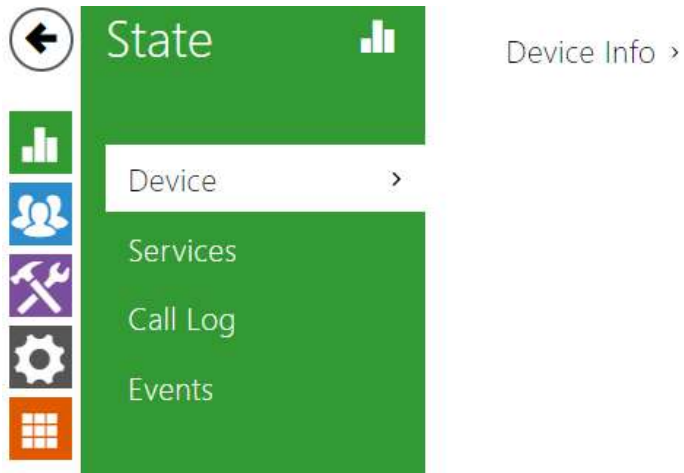 State
Device Info ›
Device ›
Services
Call Log
Events